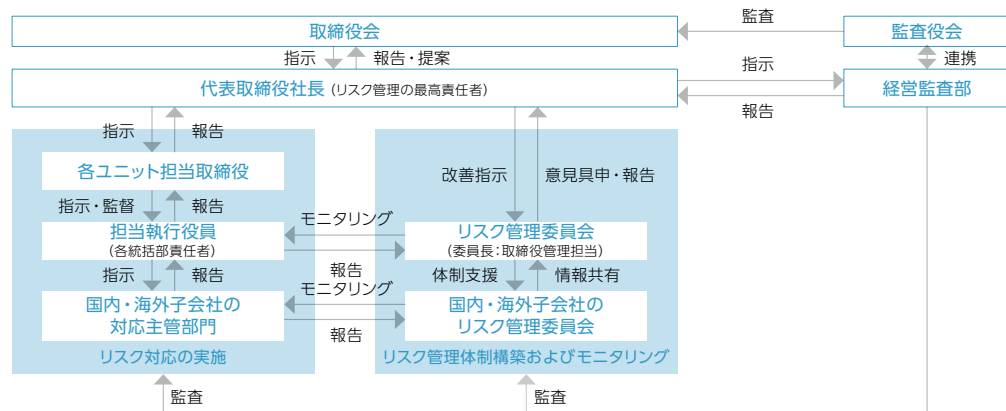 監査
取締役会
監査役会
指示
報告・提案
連携
代表取締役社長 (リスク管理の最高責任者)
指示
報告
経営監査部
指示
報告
各ユニット担当取締役
改善指示
意見具申・報告
指示・監督
報告
担当執行役員
(各統括部責任者)
モニタリング
報告
リスク管理委員会
(委員長:取締役管理担当)
指示
報告
体制支援
情報共有
国内・海外子会社の
対応主管部門
モニタリング
報告
国内・海外子会社の
リスク管理委員会
リスク対応の実施
リスク管理体制構築およびモニタリング
監査
監査